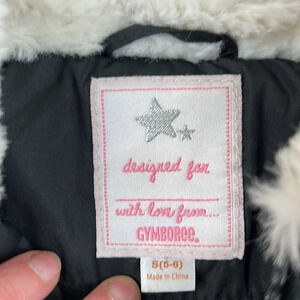 designed for
with love from...
GYMBOREE
S(5-6)
Made in China